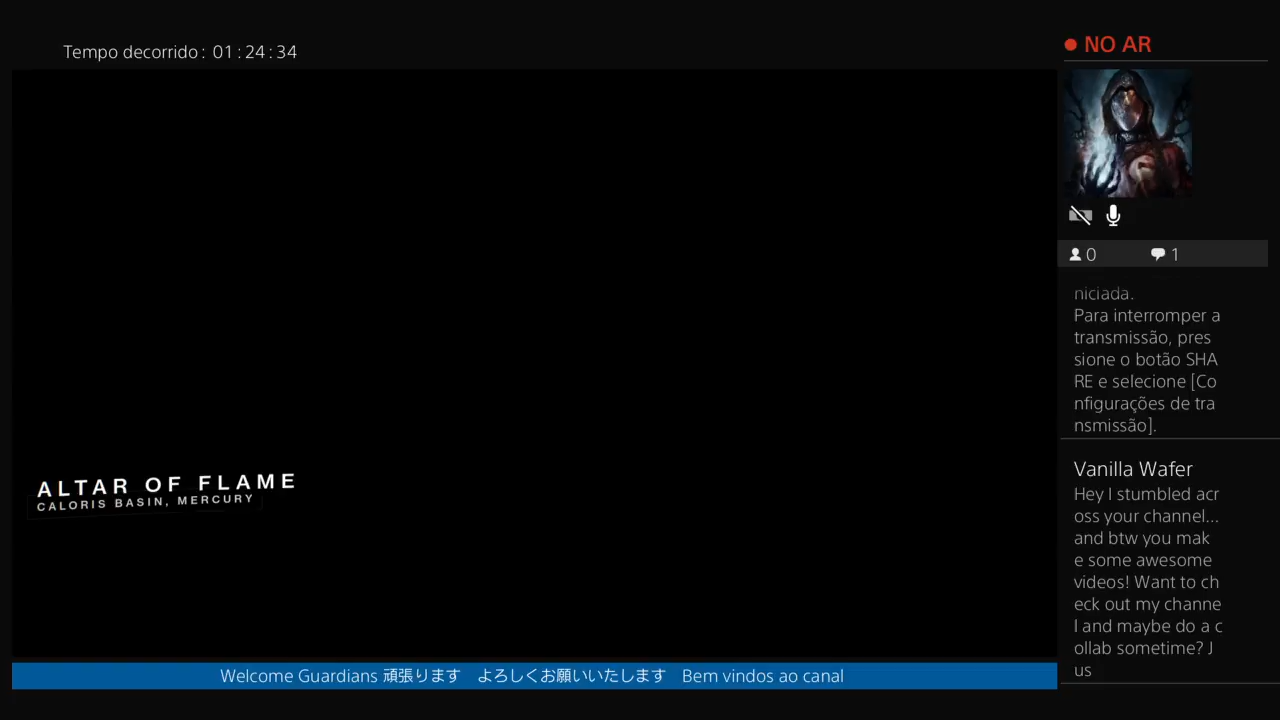 Tempo decorrido: 01:24:34
NO AR
0 1
niciada.
Para interromper a
transmissão, pres
sione o botão SHA
RE e selecione [Co
nfigurações de tra
nsmissão].
Vanilla Wafer
Hey I stumbled acr
oss your channel...
and btw you mak
e some awesome
videos! Want to ch
eck out my channe
l and maybe do a c
ollab sometime? J
us
ALTAR OF FLAME
CALORIS BASIN, MERCURY
Welcome Guardians 頑張ります　よろしくお願いいたします　Bem vindos ao canal